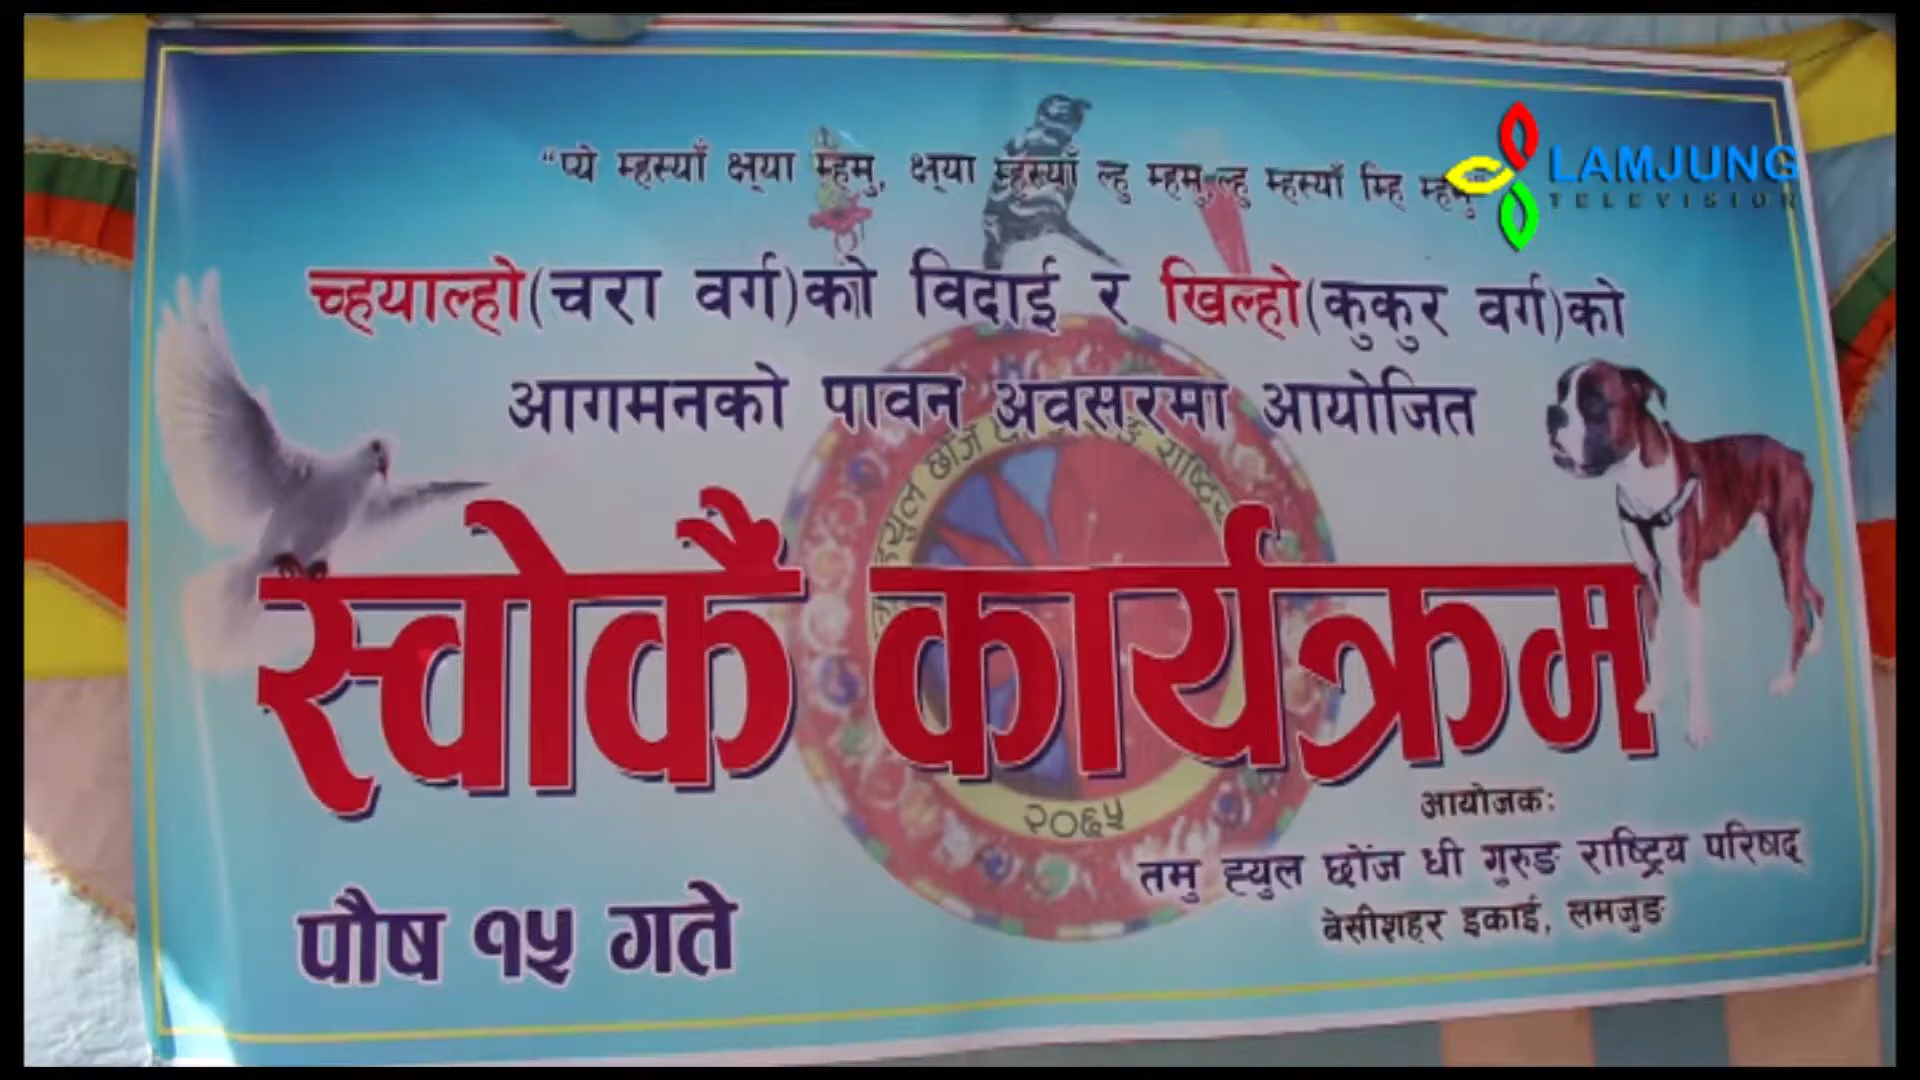 “प्ये म्हस्याँ क्ष्या म्हमु, क्ष्या म्हस्याँ ल्हु म्हमु,ल्हु म्हस्याँ म्हि म्हमु”
LAMJUNG
TELEVISION
च्हयाल्हो(चरा वर्ग)को विदाई र खिल्हो(कुकुर वर्ग)को
आगमनको पावन अवसरमा आयोजित
स्वोकै कार्यक्रम
२०६५
आयोजकः
तमु ह्युल छोंज धी गुरुङ राष्ट्रिय परिषद्
बेसीशहर इकाई, लमजुङ
पौष १५ गते